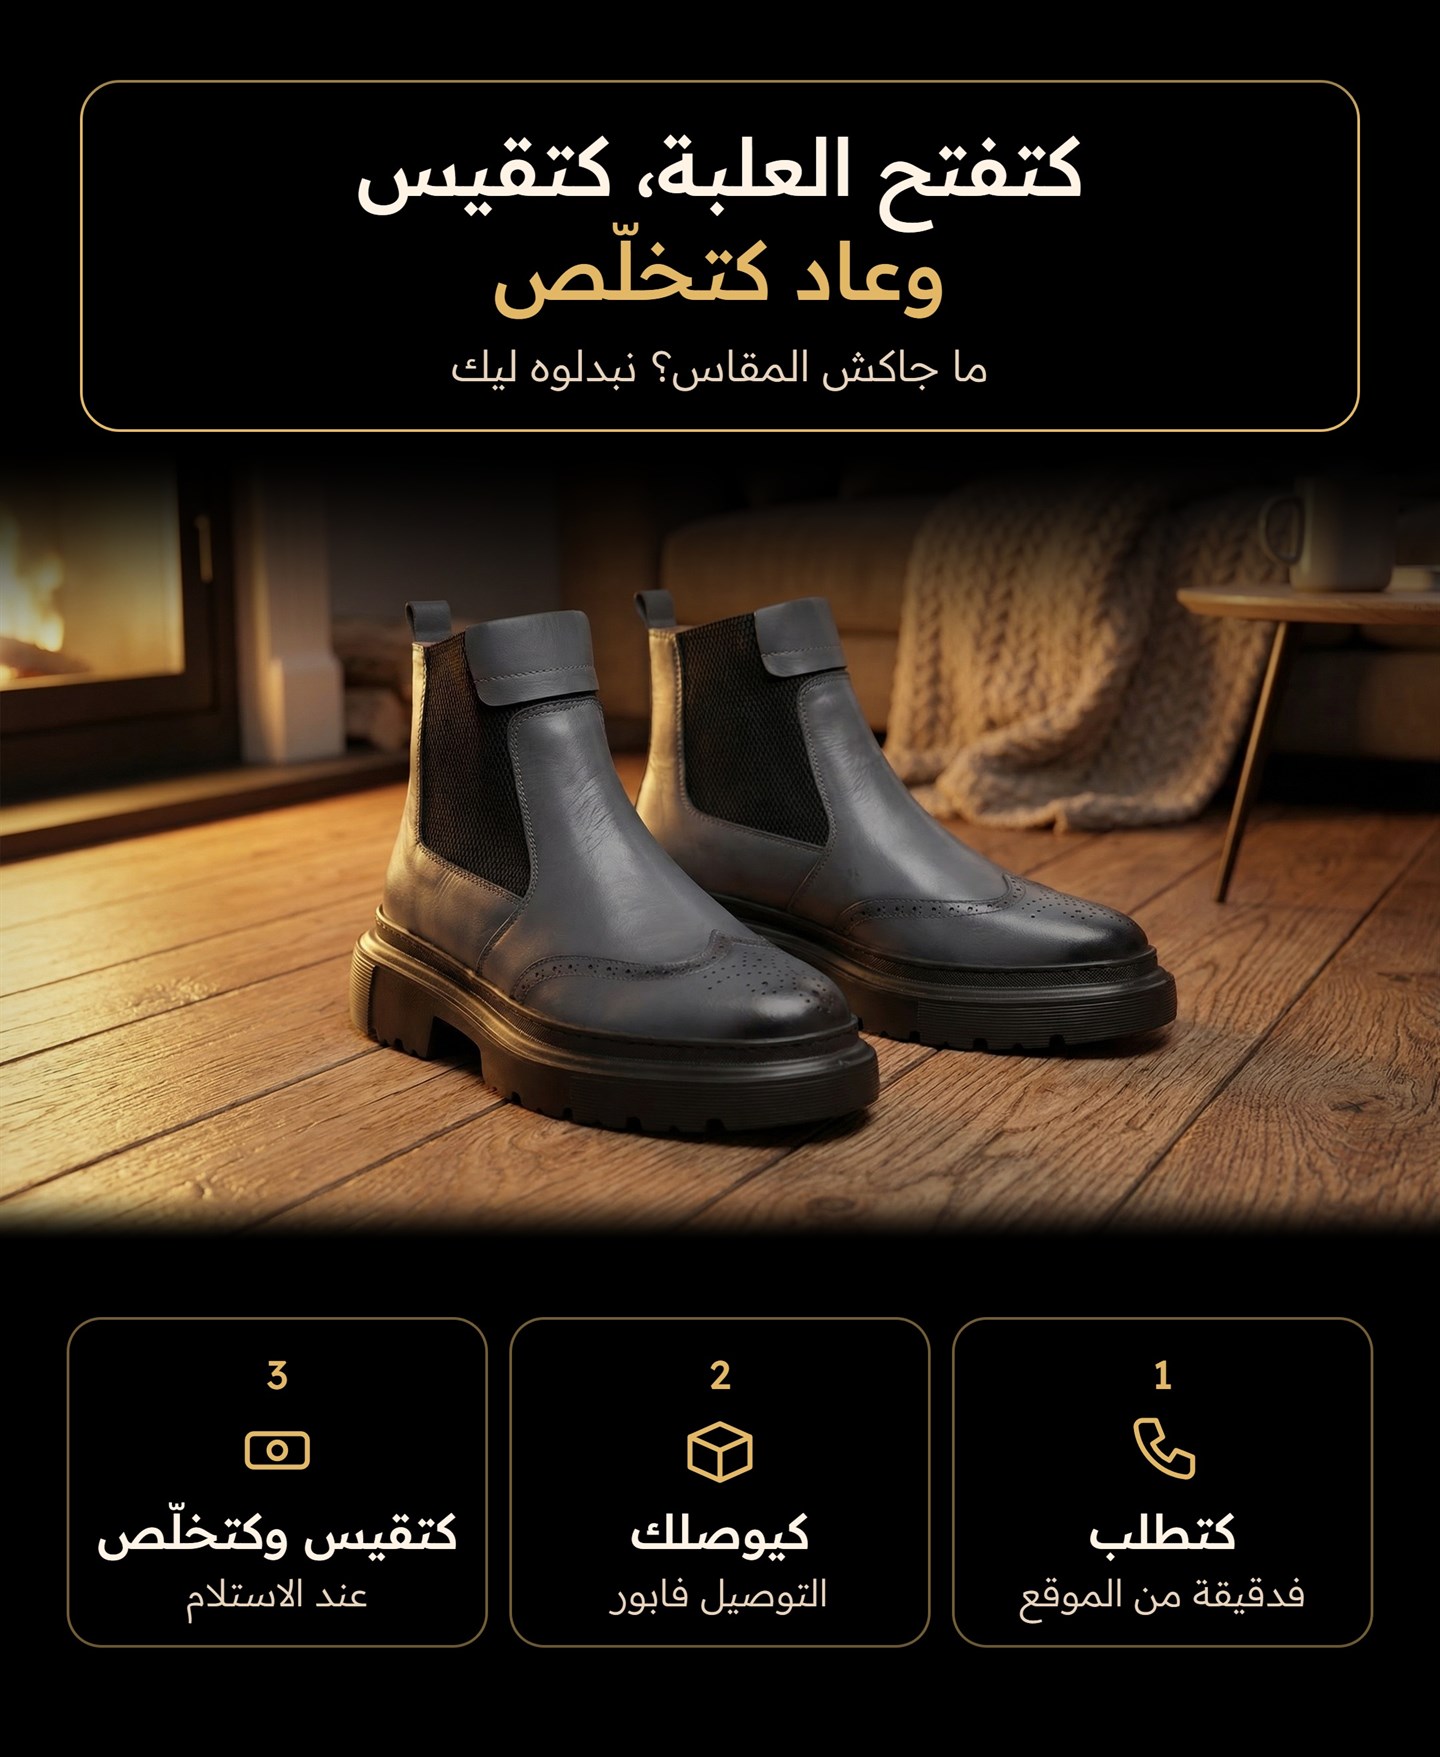 كتفتح العلبة، كتقيس
وعاد كتخلّص
ما جاكش المقاس؟ نبدلوه ليك
1
كتطلب
فدقيقة من الموقع
2
كيوصلك
التوصيل فابور
3
كتقيس وكتخلّص
عند الاستلام